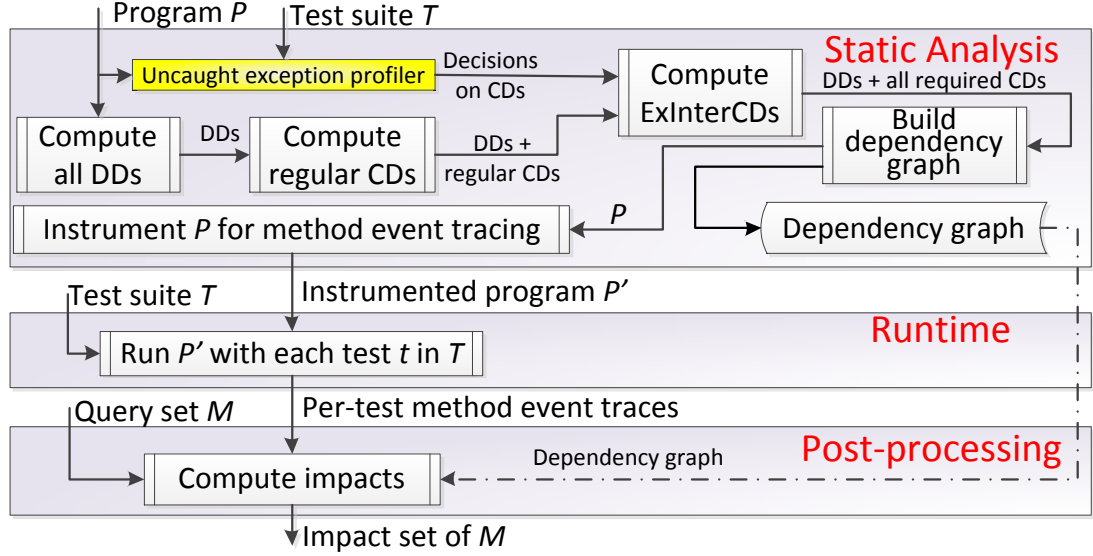 Program P
Test suite T
Static Analysis
Uncaught exception profiler
Decisions
on CDs
Compute
ExInterCDs
DDs + all required CDs
Compute
all DDs
DDs
Compute
regular CDs
DDs +
regular CDs
Build
dependency
graph
Instrument P for method event tracing
P
Dependency graph
Test suite T
Instrumented program P'
Runtime
Run P' with each test t in T
Query set M
Per-test method event traces
Post-processing
Compute impacts
Dependency graph
Impact set of M